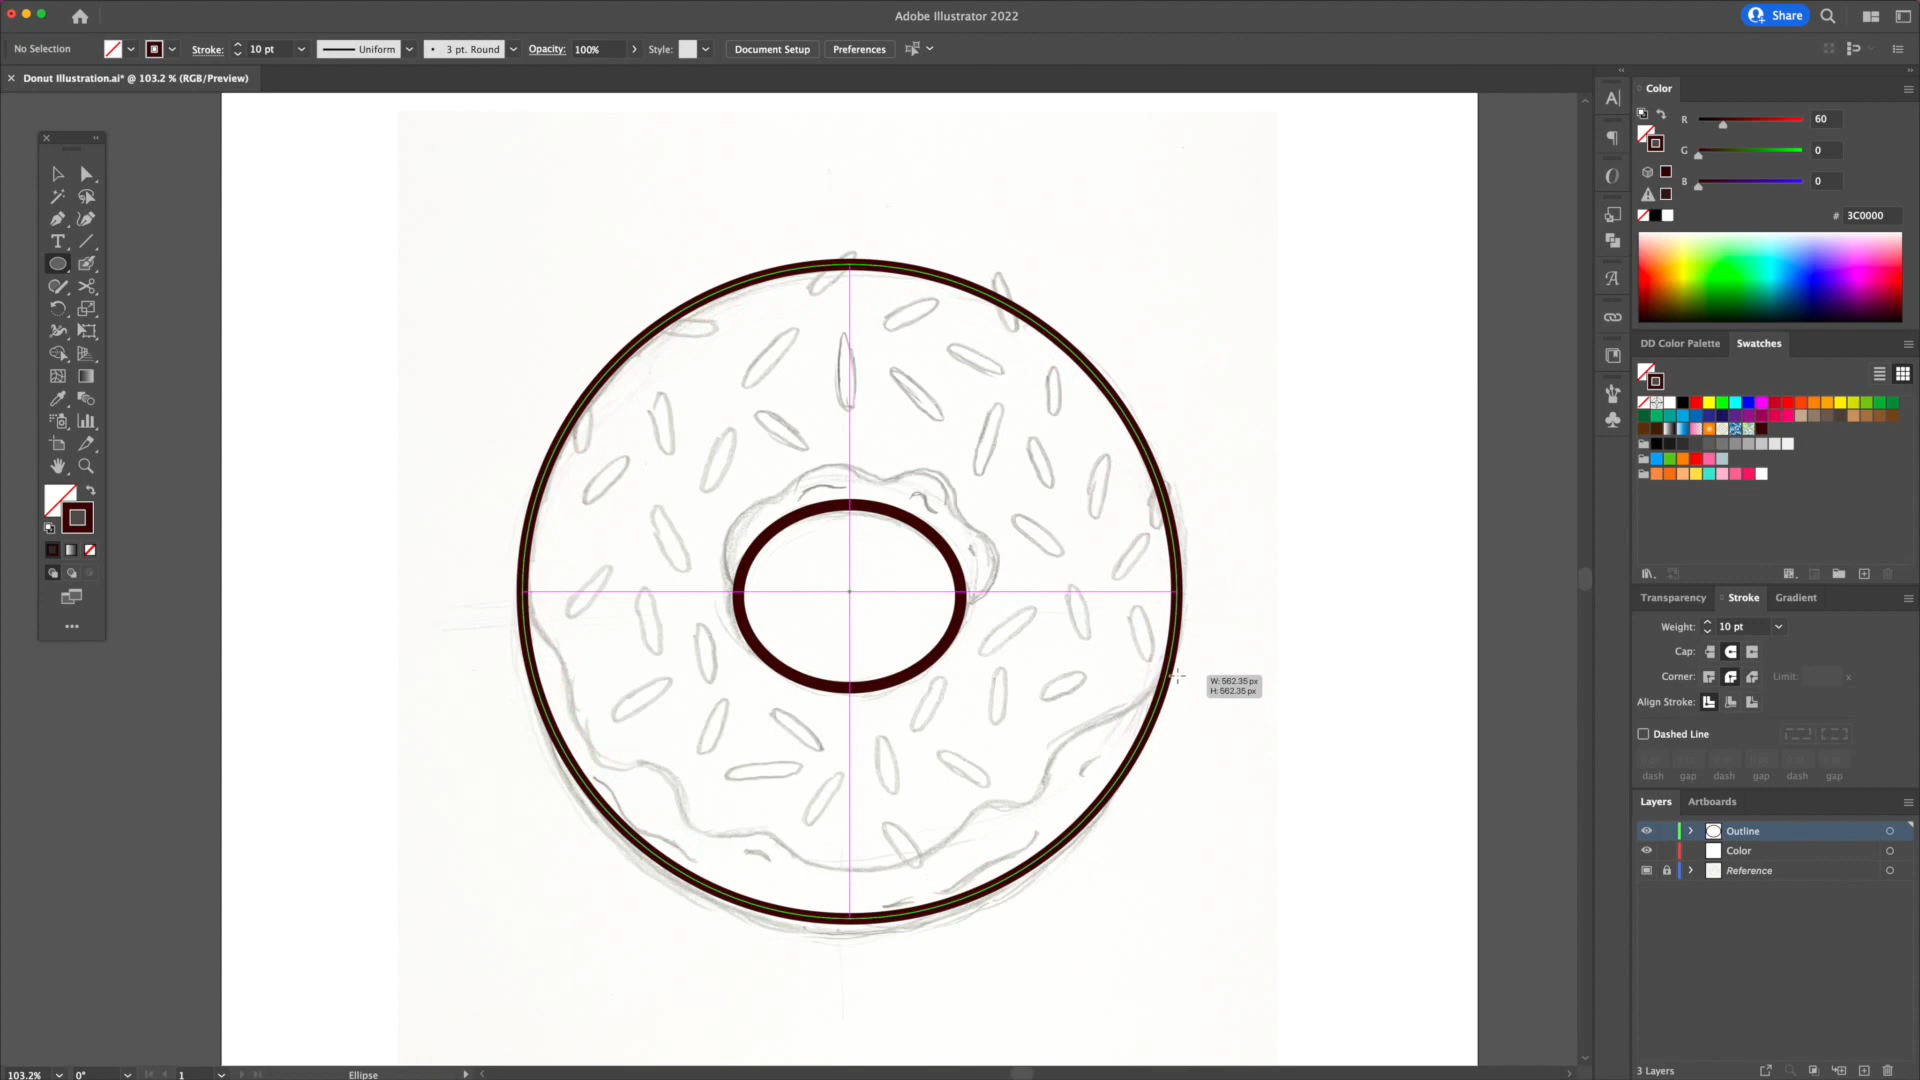 Adobe Illustrator 2022
Share
No Selection
Stroke:
10 pt
Uniform
3 pt. Round
Opacity:
100%
Style:
Document Setup
Preferences
Donut Illustration.ai* @ 103.2 % (RGB/Preview)
Color
R
60
G
0
B
0
#
3C0000
DD Color Palette
Swatches
Transparency
Stroke
Gradient
Weight:
10 pt
Cap:
Corner:
Limit:
x
Align Stroke:
Dashed Line
dash
gap
dash
gap
dash
gap
W: 562.35 px
H: 562.35 px
Layers
Artboards
Outline
Color
Reference
3 Layers
103.2%
0°
1
Ellipse